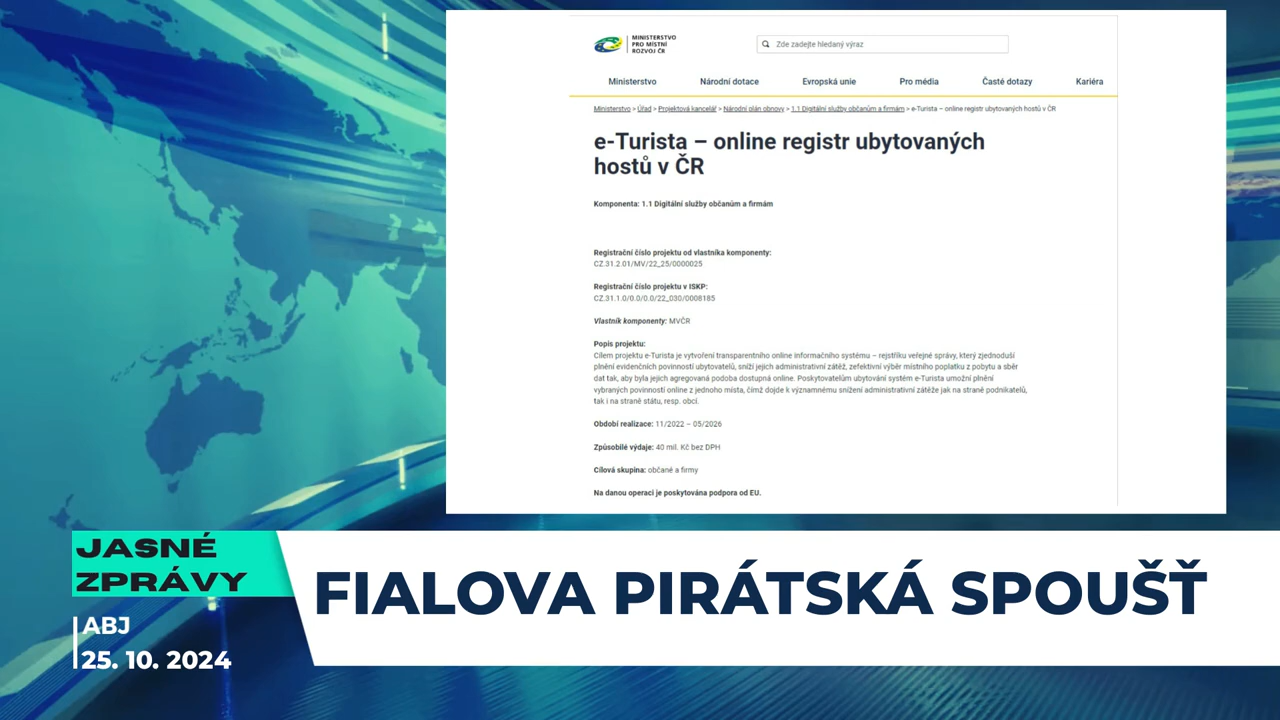 MINISTERSTVO
PRO MÍSTNÍ
ROZVOJ ČR
Zde zadejte hledaný výraz
Ministerstvo Národní dotace Evropská unie Pro média Časté dotazy Kariéra
Ministerstvo > Úřad > Projektová kancelář > Národní plán obnovy > 1.1 Digitální služby občanům a firmám > e-Turista – online registr ubytovaných hostů v ČR
e-Turista – online registr ubytovaných
hostů v ČR
Komponenta: 1.1 Digitální služby občanům a firmám
Registrační číslo projektu od vlastníka komponenty:
CZ.31.2.01/MV/22_25/0000025
Registrační číslo projektu v ISKP:
CZ.31.1.0/0.0/0.0/22_030/0008185
Vlastník komponenty: MVČR
Popis projektu:
Cílem projektu e-Turista je vytvoření transparentního online informačního systému – rejstříku veřejné správy, který zjednoduší
plnění evidenčních povinností ubytovatelů, sníží jejich administrativní zátěž, zefektivní výběr místního poplatku z pobytu a sběr
dat tak, aby byla jejich agregovaná podoba dostupná online. Poskytovatelům ubytování systém e-Turista umožní plnění
vybraných povinností online z jednoho místa, čímž dojde k významnému snížení administrativní zátěže jak na straně podnikatelů,
tak i na straně státu, resp. obcí.
Období realizace: 11/2022 – 05/2026
Způsobilé výdaje: 40 mil. Kč bez DPH
Cílová skupina: občané a firmy
Na danou operaci je poskytována podpora od EU.
JASNÉ
ZPRÁVY
FIALOVA PIRÁTSKÁ SPOUŠŤ
ABJ
25. 10. 2024